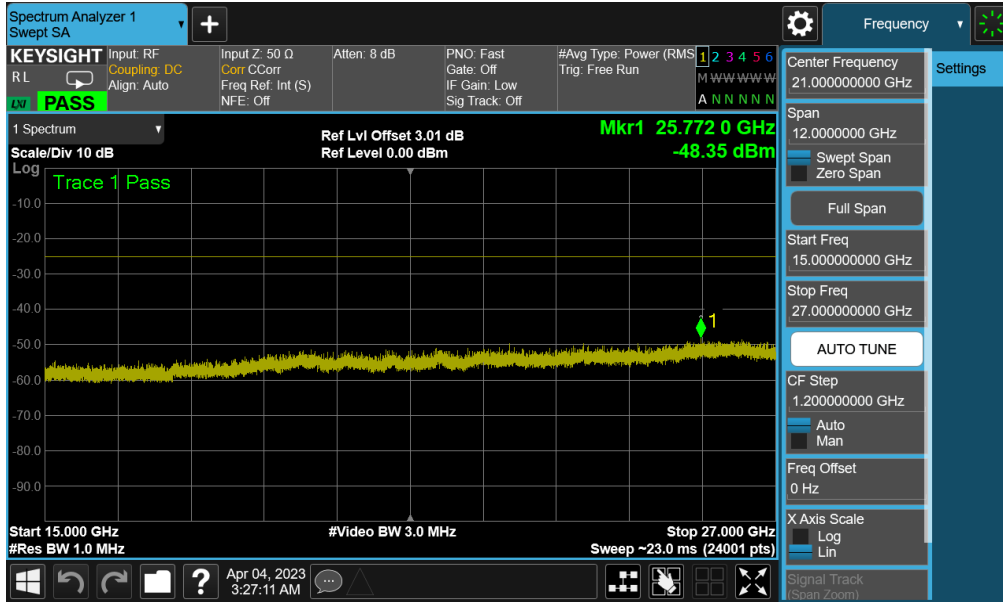 Spectrum Analyzer 1
Swept SA
Frequency
KEYSIGHT
RL
LXI
PASS
Input: RF
Coupling: DC
Align: Auto
Input Z: 50 Ω
Corr CCorr
Freq Ref: Int (S)
NFE: Off
Atten: 8 dB
PNO: Fast
Gate: Off
IF Gain: Low
Sig Track: Off
#Avg Type: Power (RMS
Trig: Free Run
1 2 3 4 5 6
M W W W W W
A N N N N N
1 Spectrum
Scale/Div 10 dB
Ref Lvl Offset 3.01 dB
Ref Level 0.00 dBm
Mkr1 25.772 0 GHz
-48.35 dBm
Log
Trace 1 Pass
-10.0
-20.0
-30.0
-40.0
-50.0
-60.0
-70.0
-80.0
-90.0
1
Start 15.000 GHz
#Video BW 3.0 MHz
Stop 27.000 GHz
#Res BW 1.0 MHz
Sweep ~23.0 ms (24001 pts)
Apr 04, 2023
3:27:11 AM
Center Frequency
21.000000000 GHz
Settings
Span
12.0000000 GHz
Swept Span
Zero Span
Full Span
Start Freq
15.000000000 GHz
Stop Freq
27.000000000 GHz
AUTO TUNE
CF Step
1.200000000 GHz
Auto
Man
Freq Offset
0 Hz
X Axis Scale
Log
Lin
Signal Track
(Span Zoom)